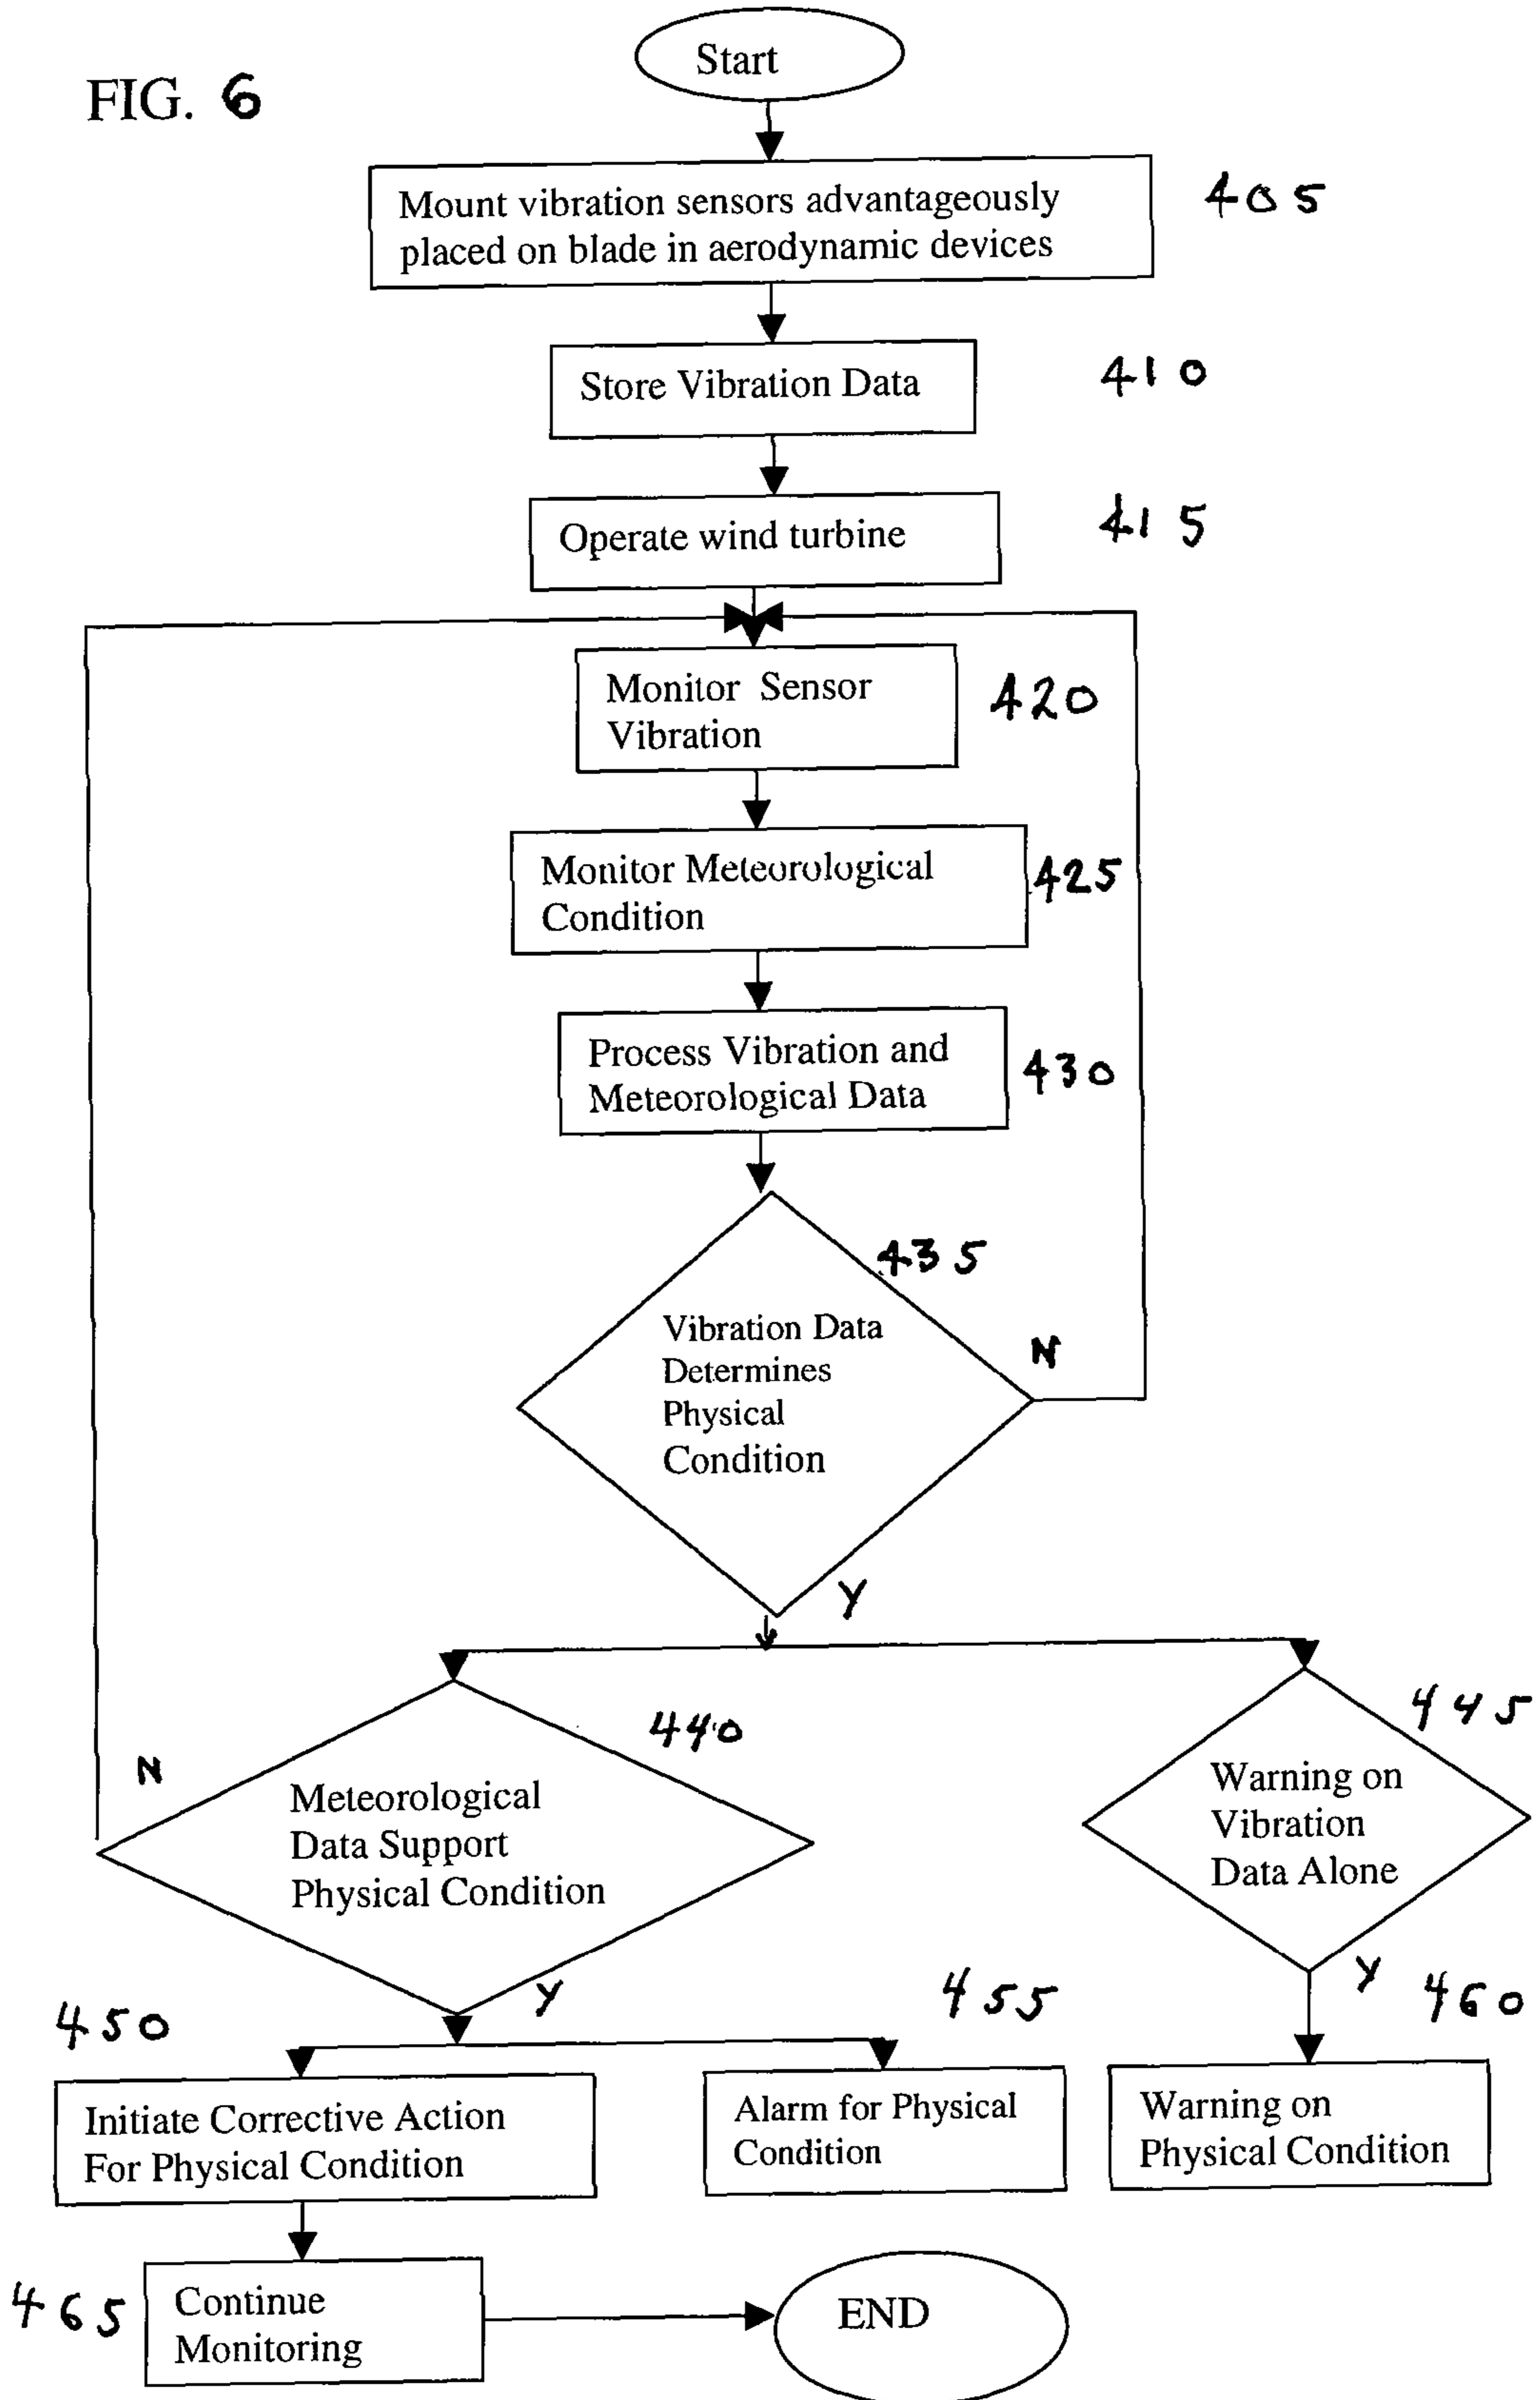 Start
FIG. 6
Mount vibration sensors advantageously
placed on blade in aerodynamic devices
405
Store Vibration Data
410
Operate wind turbine
415
Monitor Sensor
Vibration
420
Monitor Meteorological
Condition
425
Process Vibration and
Meteorological Data
430
435
Vibration Data
Determines
Physical
Condition
N
Y
440
N
Meteorological
Data Support
Physical Condition
Y
445
Warning on
Vibration
Data Alone
Y
450
Initiate Corrective Action
For Physical Condition
455
Alarm for Physical
Condition
460
Warning on
Physical Condition
465
Continue
Monitoring
END